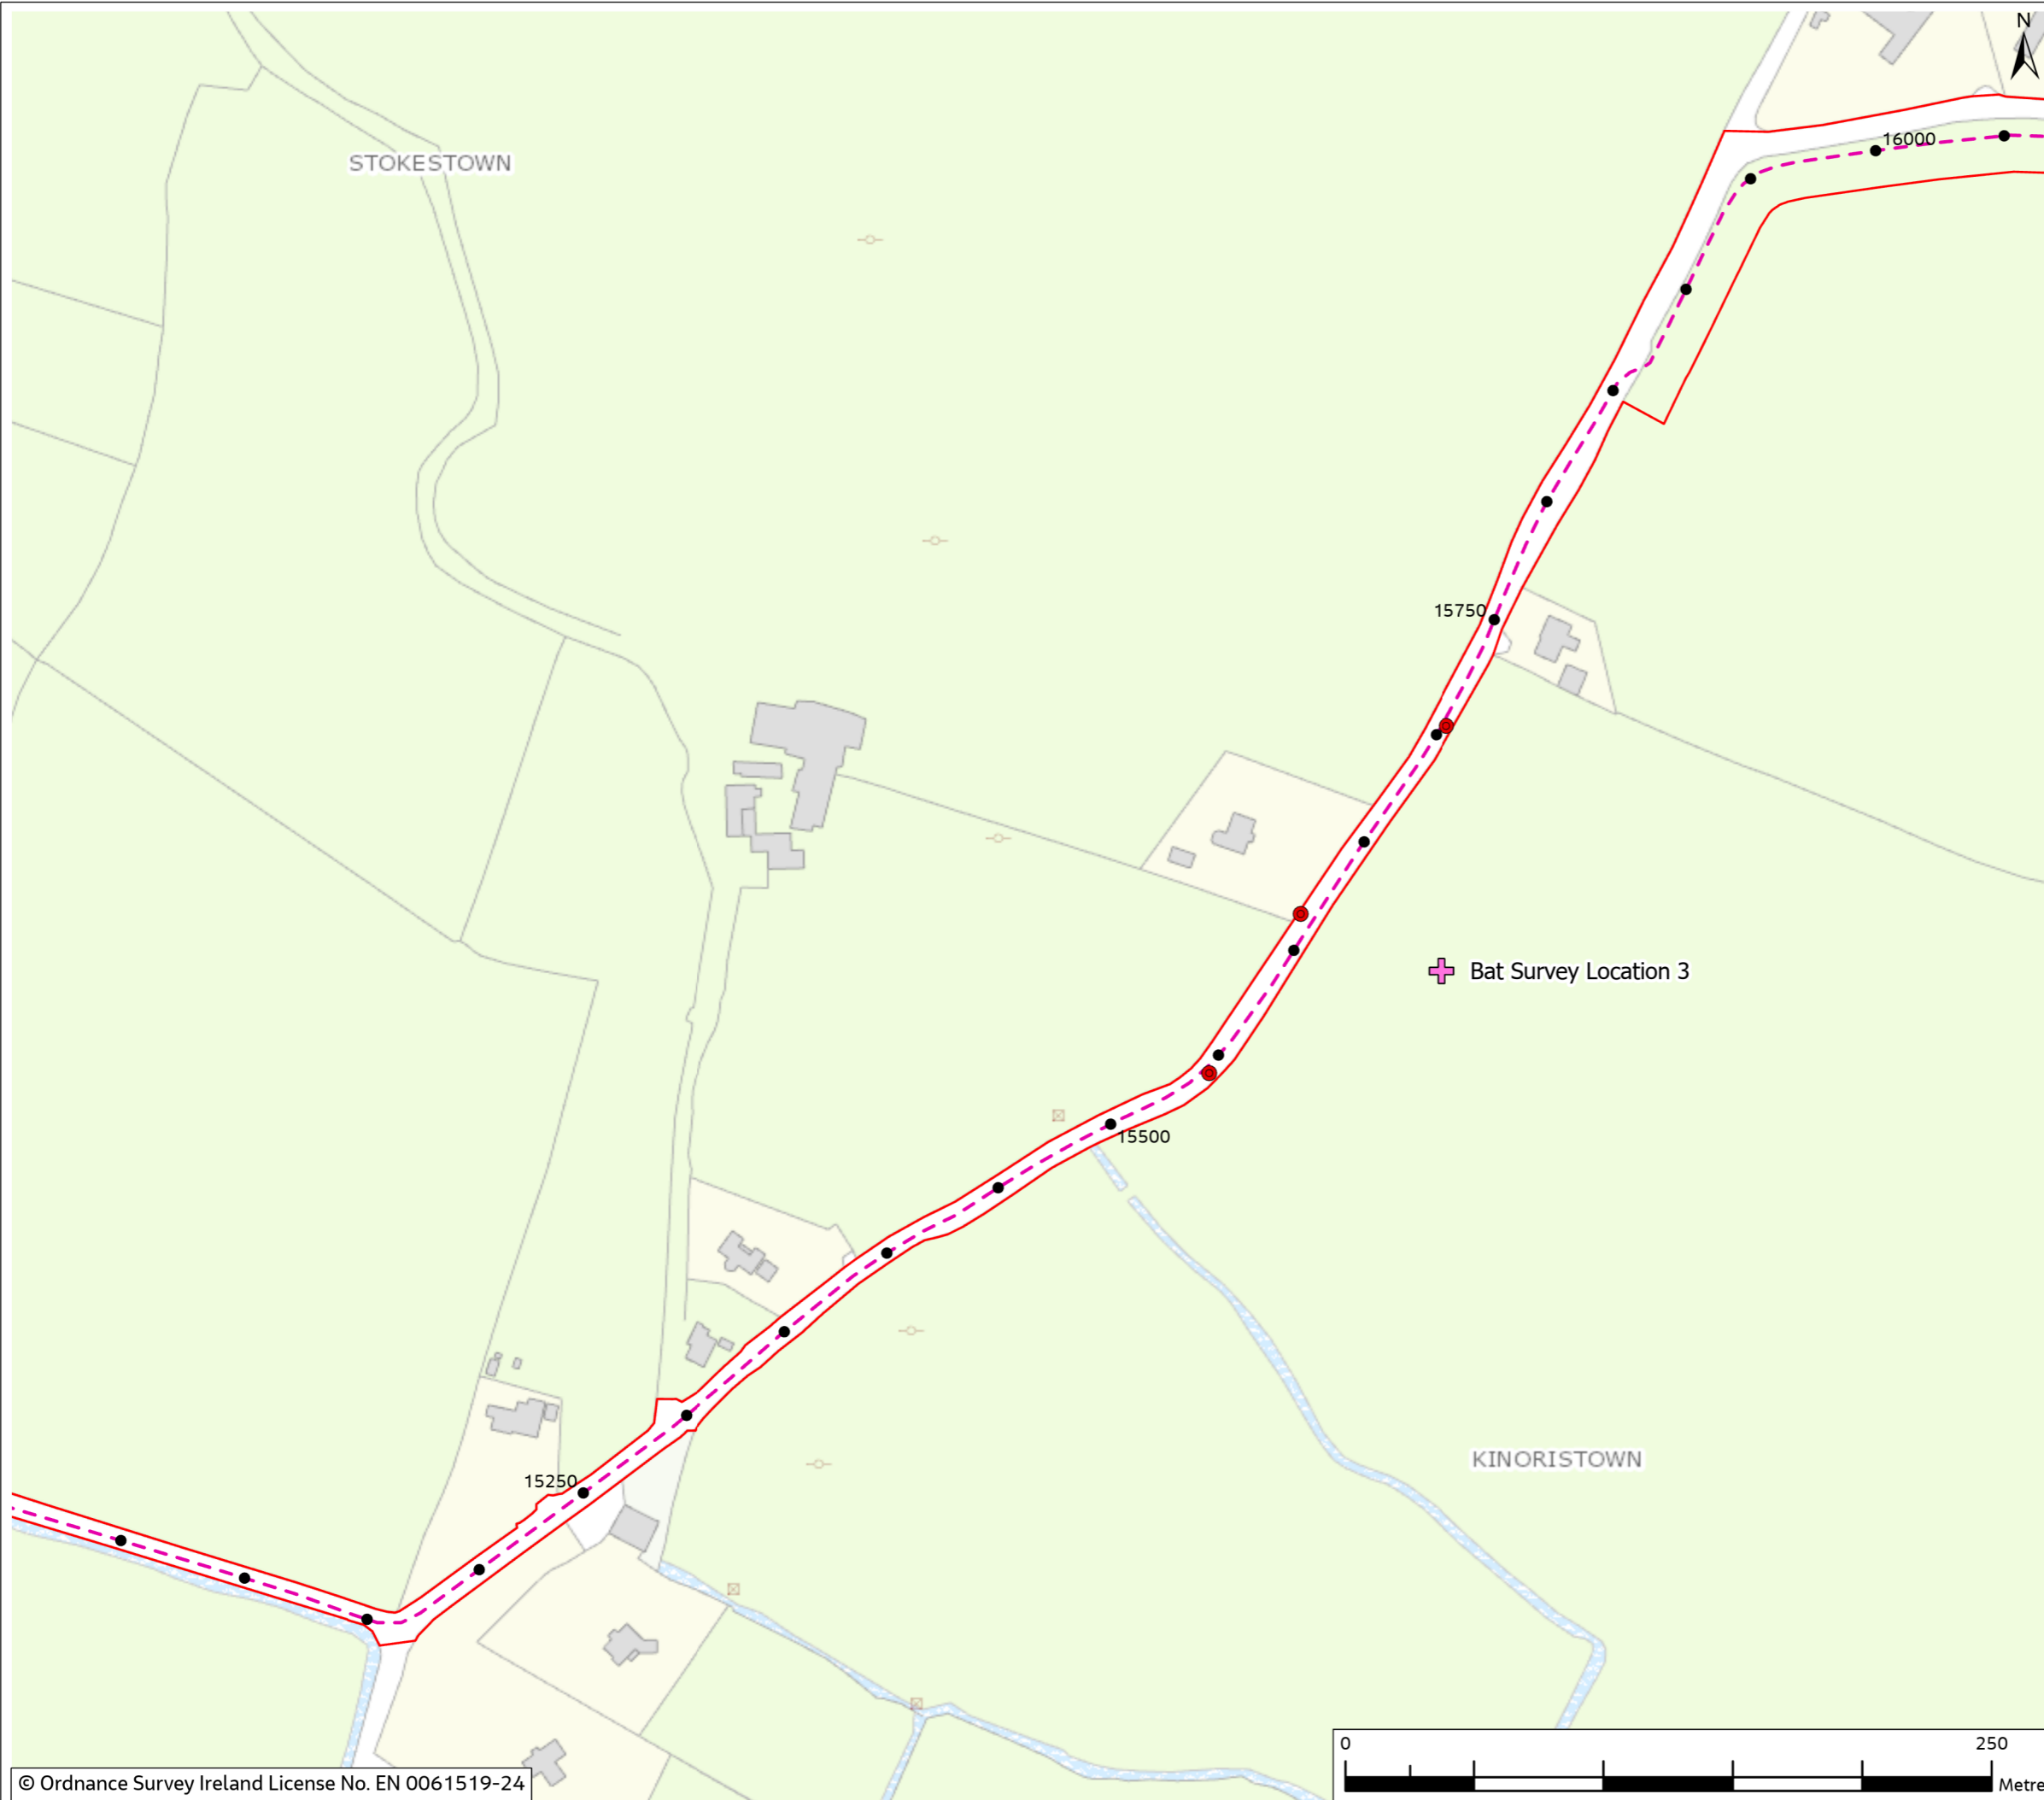 N
STOKESTOWN
16000
15750
Bat Survey Location 3
15500
KINORISTOWN
15250
0 250
Metre
© Ordnance Survey Ireland License No. EN 0061519-24